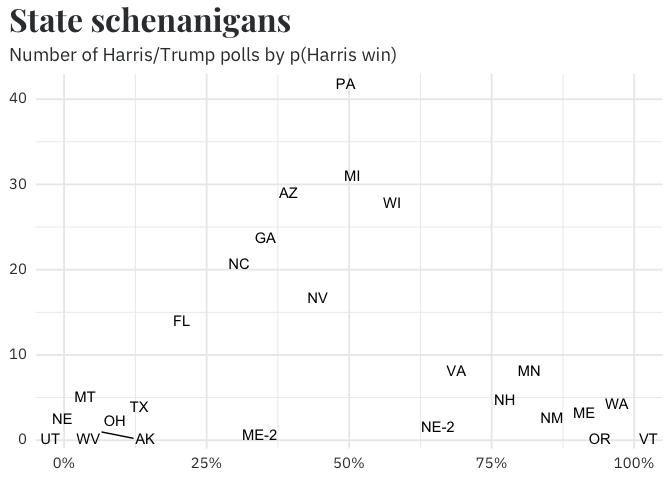 State schenanigans
Number of Harris/Trump polls by p(Harris win)
PA
40
MI
30
AZ
WI
GA
NC
20
NV
FL
10
VA MN
MT
NH
TX
WA
NE
OH
ME
NM
NE-2
ME-2
0
UT WV AK OR VT
0% 25% 50% 75% 100%